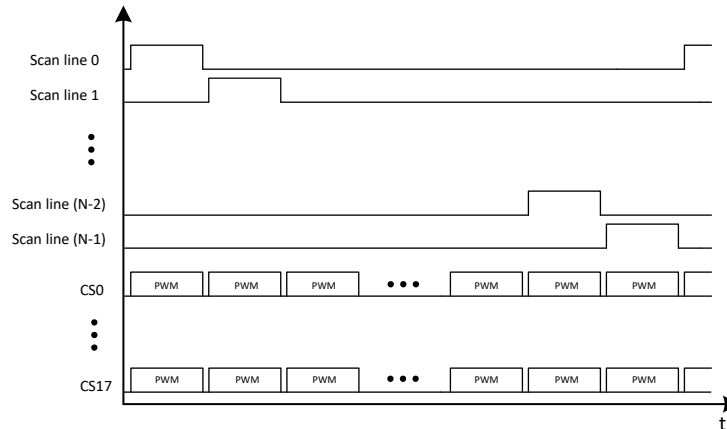 Scan line 0
Scan line 1
Scan line (N-2)
Scan line (N-1)
CS0 PWM PWM PWM PWM PWM PWM
CS17 PWM PWM PWM PWM PWM PWM
t